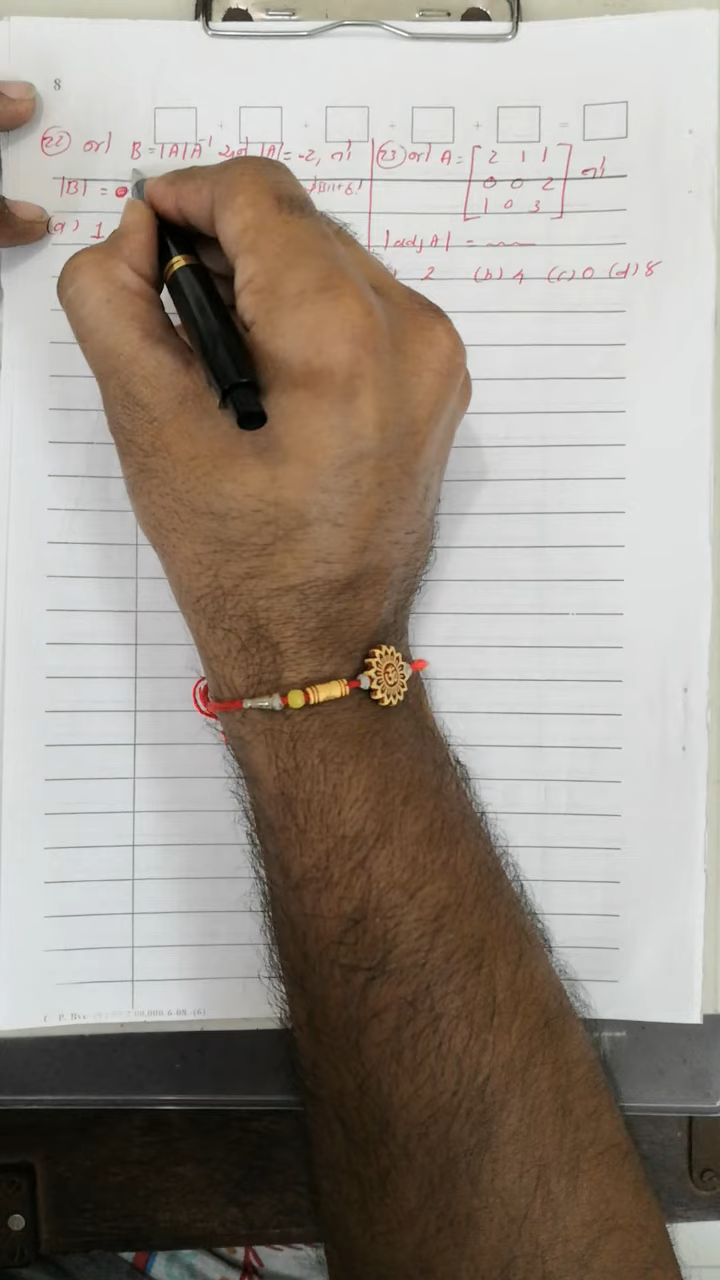 8
(22) જો B = |A| A⁻¹ અને |A| = -2, તો
|B| =
(a) 1
(23) જો A = [ 2 1 1
0 0 2
1 0 3 ] તો
|adj A| = ___
2 (b) 4 (c) 0 (d) 8